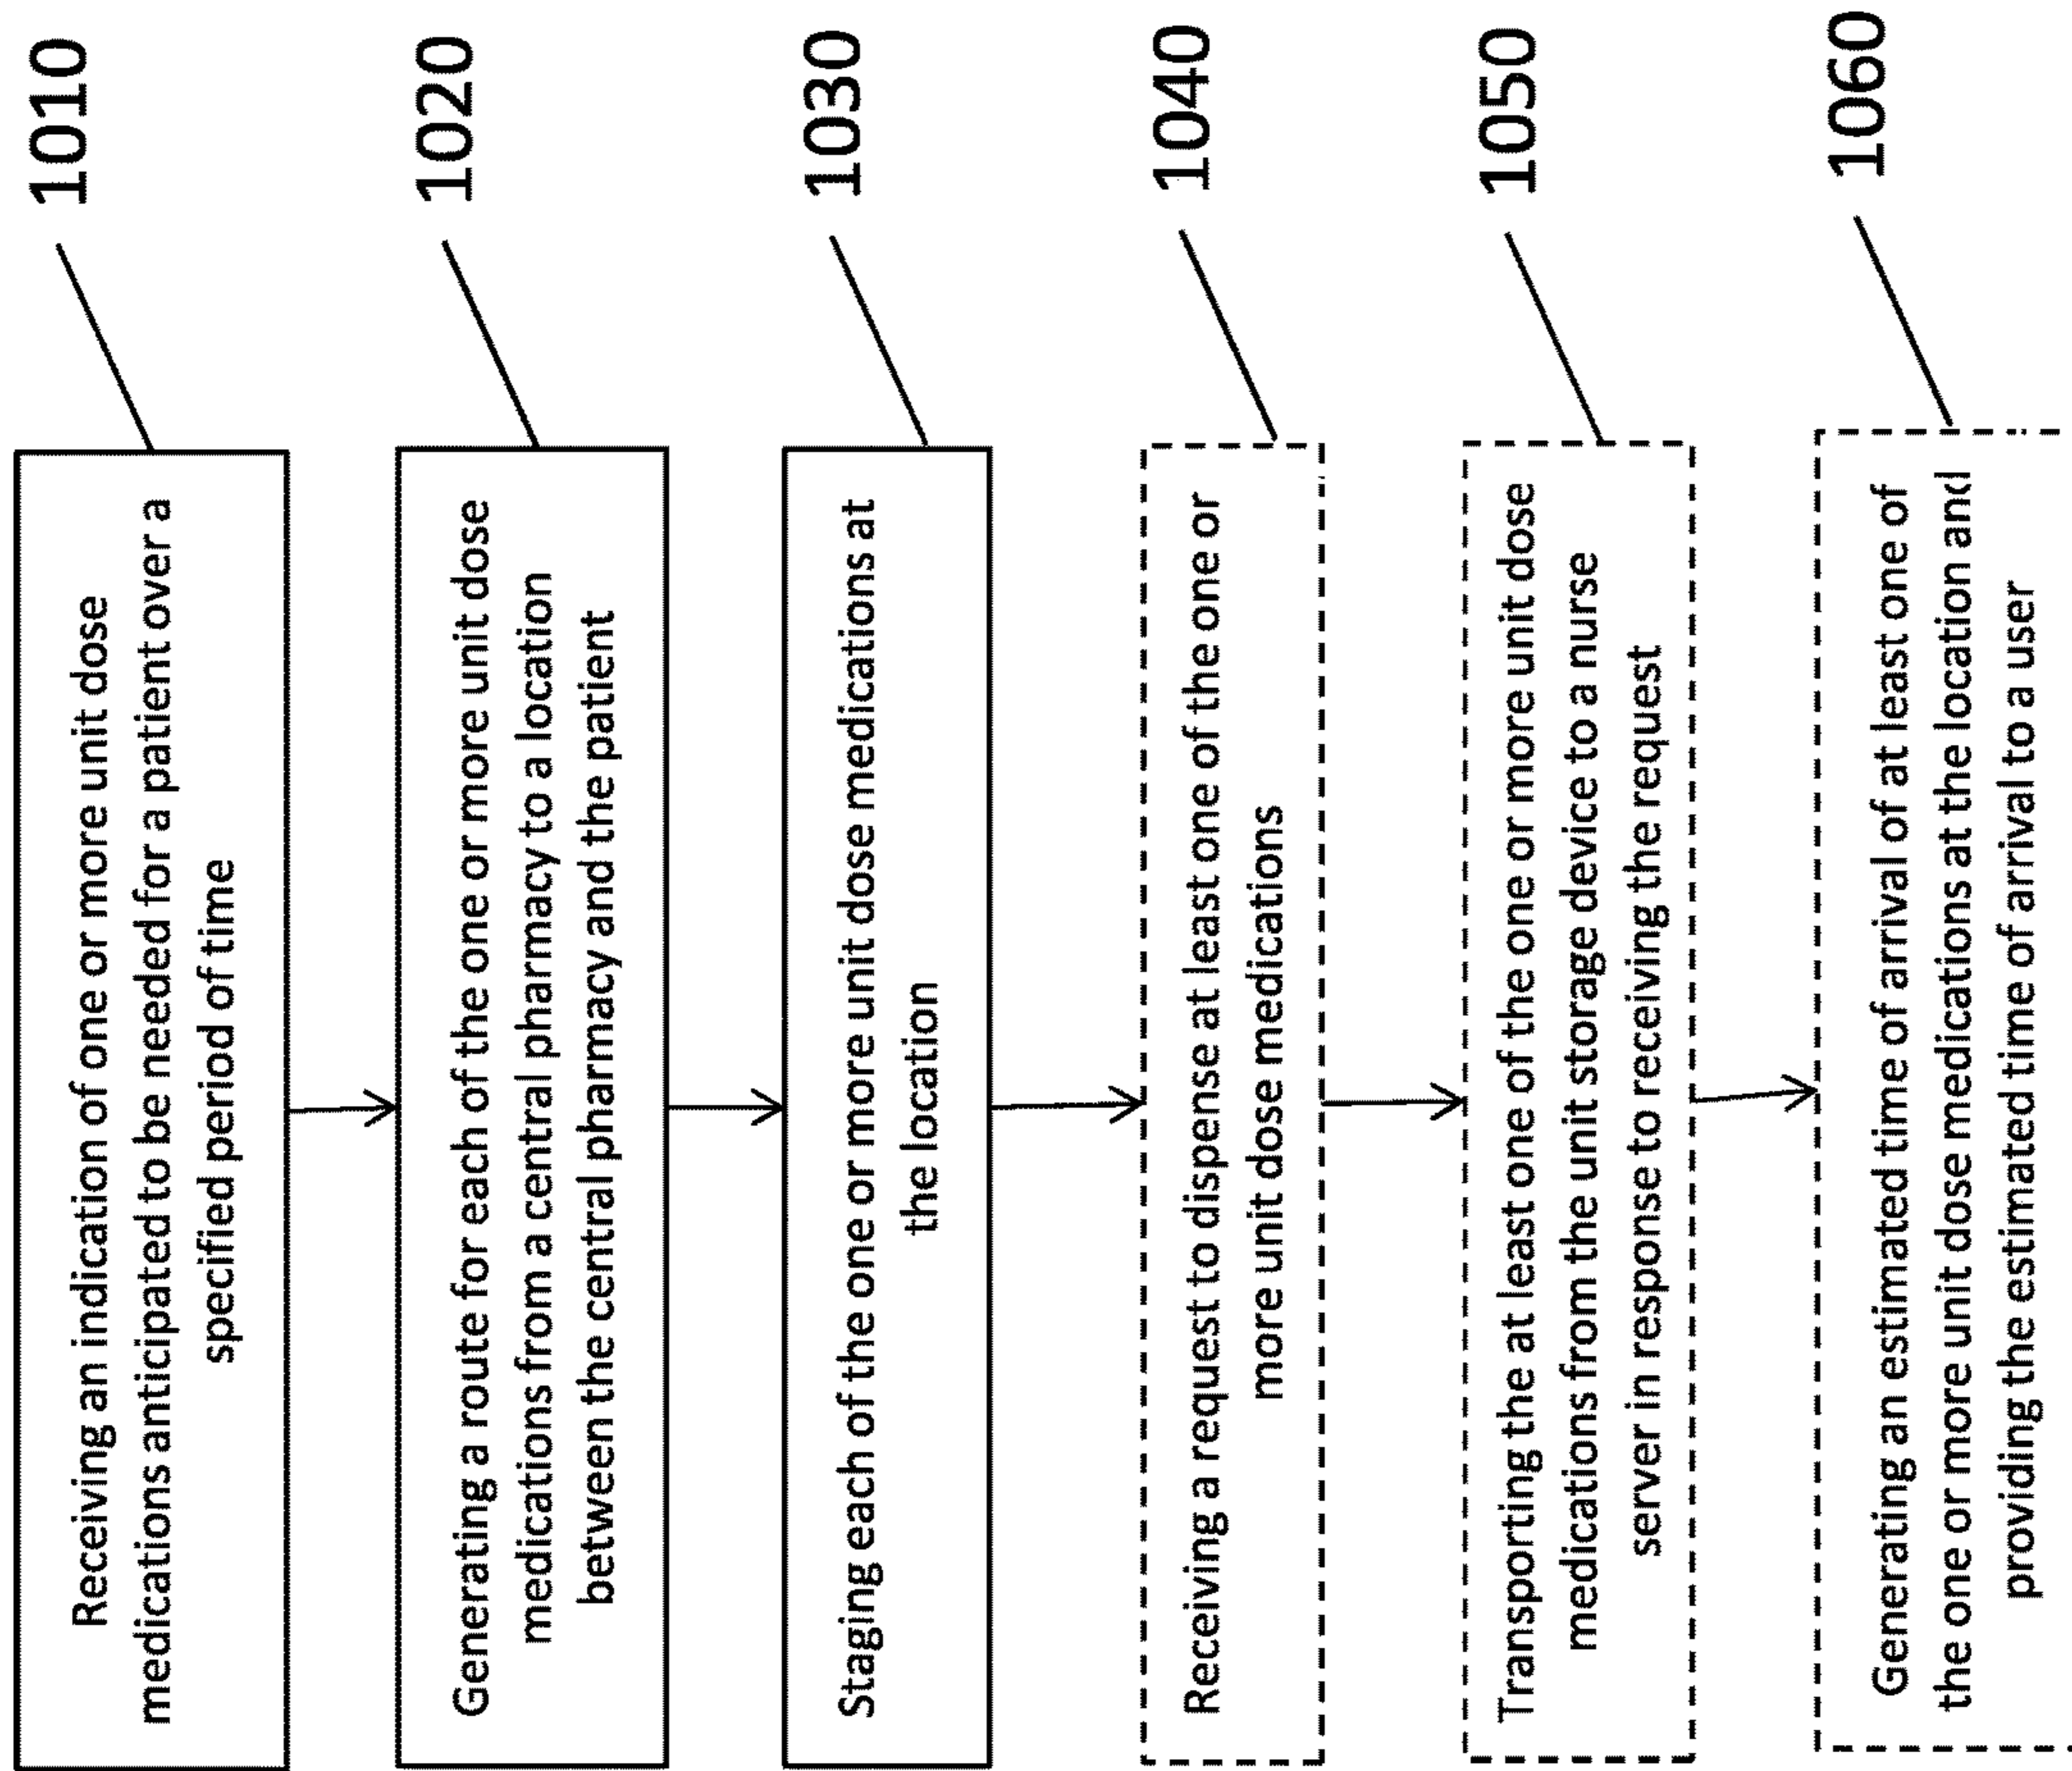 Receiving an indication of one or more unit dose
medications anticipated to be needed for a patient over a
specified period of time
1010
Generating a route for each of the one or more unit dose
medications from a central pharmacy to a location
between the central pharmacy and the patient
1020
Staging each of the one or more unit dose medications at
the location
1030
Receiving a request to dispense at least one of the one or
more unit dose medications
1040
Transporting the at least one of the one or more unit dose
medications from the unit storage device to a nurse
server in response to receiving the request
1050
Generating an estimated time of arrival of at least one of
the one or more unit dose medications at the location and
providing the estimated time of arrival to a user
1060